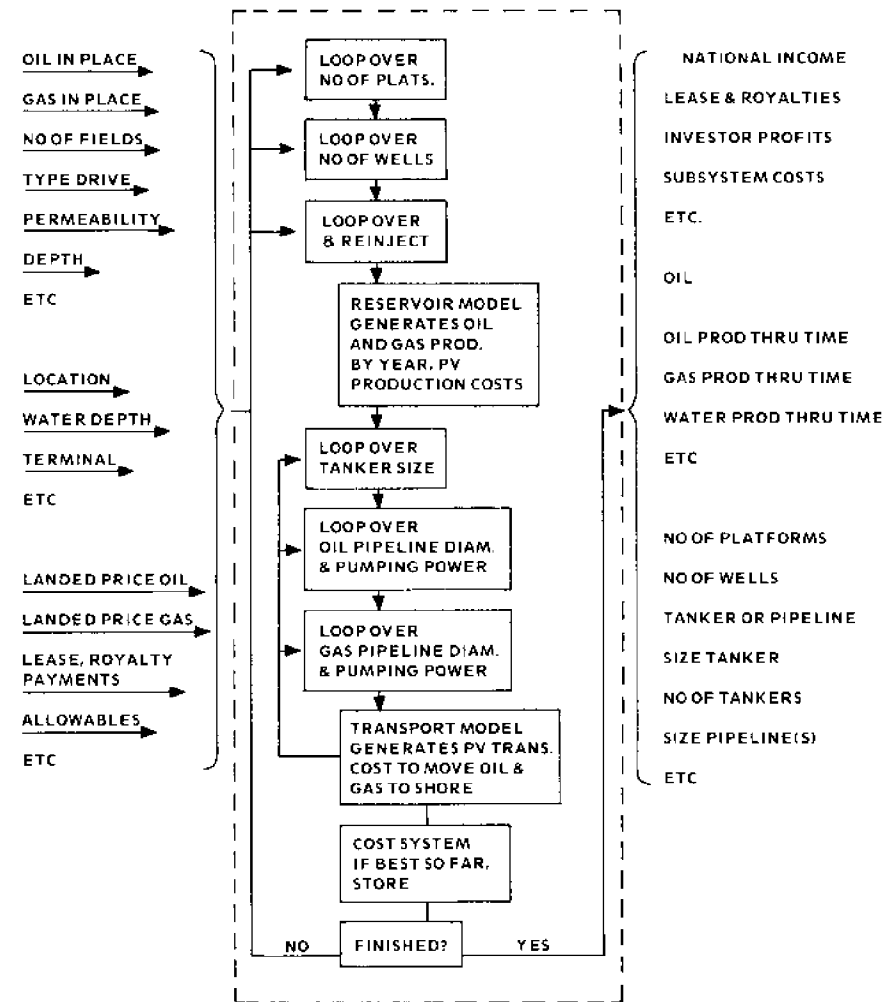 OIL IN PLACE
GAS IN PLACE
NO OF FIELDS
TYPE DRIVE
PERMEABILITY
DEPTH
ETC
LOCATION
WATER DEPTH
TERMINAL
ETC
LANDED PRICE OIL
LANDED PRICE GAS
LEASE, ROYALTY
PAYMENTS
ALLOWABLES
ETC
LOOP OVER
NO OF PLATS.
LOOP OVER
NO OF WELLS
LOOP OVER
& REINJECT
RESERVOIR MODEL
GENERATES OIL
AND GAS PROD.
BY YEAR, PV
PRODUCTION COSTS
LOOP OVER
TANKER SIZE
LOOP OVER
OIL PIPELINE DIAM.
& PUMPING POWER
LOOP OVER
GAS PIPELINE DIAM.
& PUMPING POWER
TRANSPORT MODEL
GENERATES PV TRANS.
COST TO MOVE OIL &
GAS TO SHORE
COST SYSTEM
IF BEST SO FAR,
STORE
NO
FINISHED?
YES
NATIONAL INCOME
LEASE & ROYALTIES
INVESTOR PROFITS
SUBSYSTEM COSTS
ETC.
OIL
OIL PROD THRU TIME
GAS PROD THRU TIME
WATER PROD THRU TIME
ETC
NO OF PLATFORMS
NO OF WELLS
TANKER OR PIPELINE
SIZE TANKER
NO OF TANKERS
SIZE PIPELINE(S)
ETC